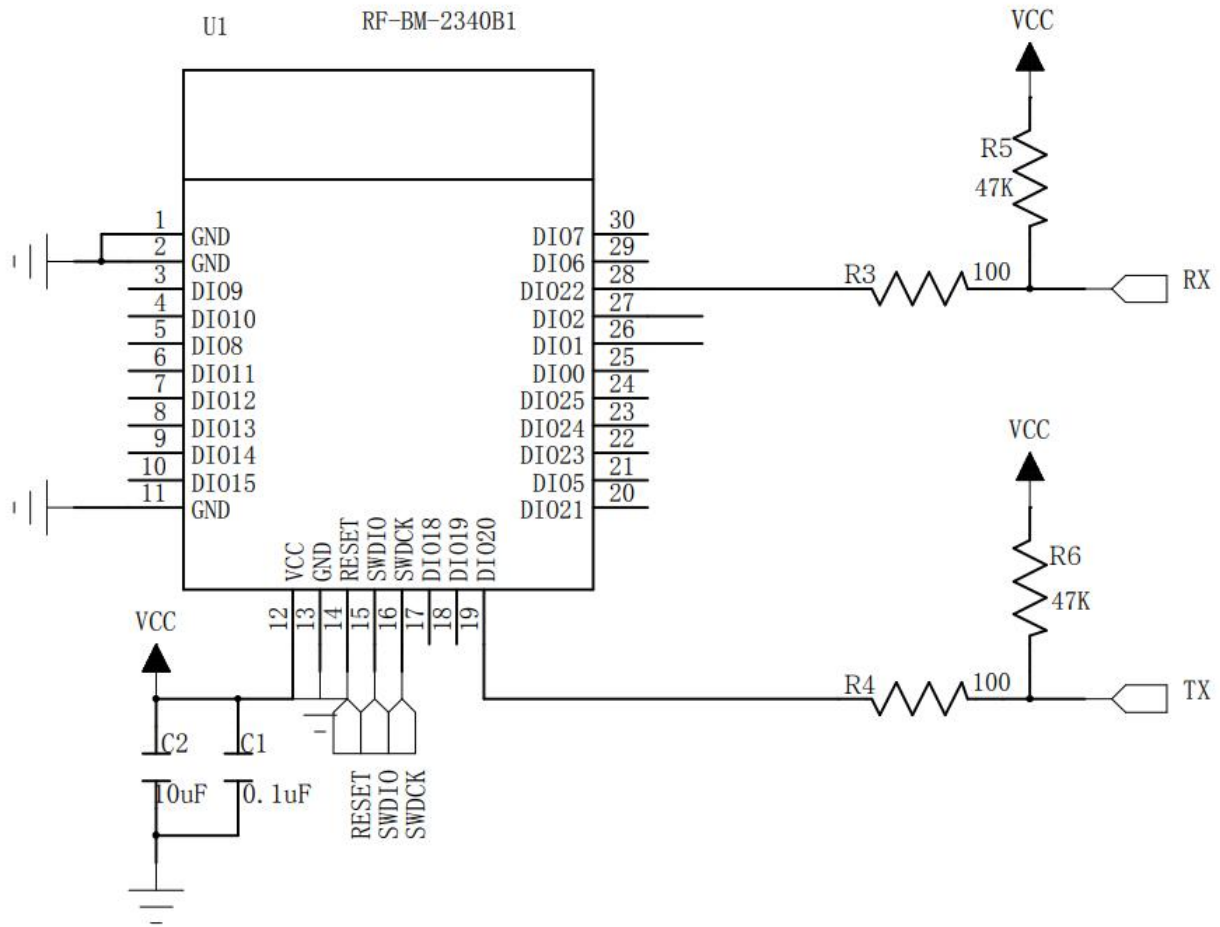 U1
RF-BM-2340B1
VCC
R5
47K
1
GND
2
GND
3
DIO9
4
DIO10
5
DIO8
6
DIO11
7
DIO12
8
DIO13
9
DIO14
10
DIO15
11
GND
30
DIO7
29
DIO6
28
DIO22
27
DIO2
26
DIO1
25
DIO0
24
DIO25
23
DIO24
22
DIO23
21
DIO5
20
DIO21
R3
100
RX
VCC
GND
RESET
SWDIO
SWDCK
DIO18
DIO19
DIO20
12
13
14
15
16
17
18
19
VCC
R6
47K
R4
100
TX
VCC
C2
10uF
C1
0.1uF
RESET
SWDIO
SWDCK